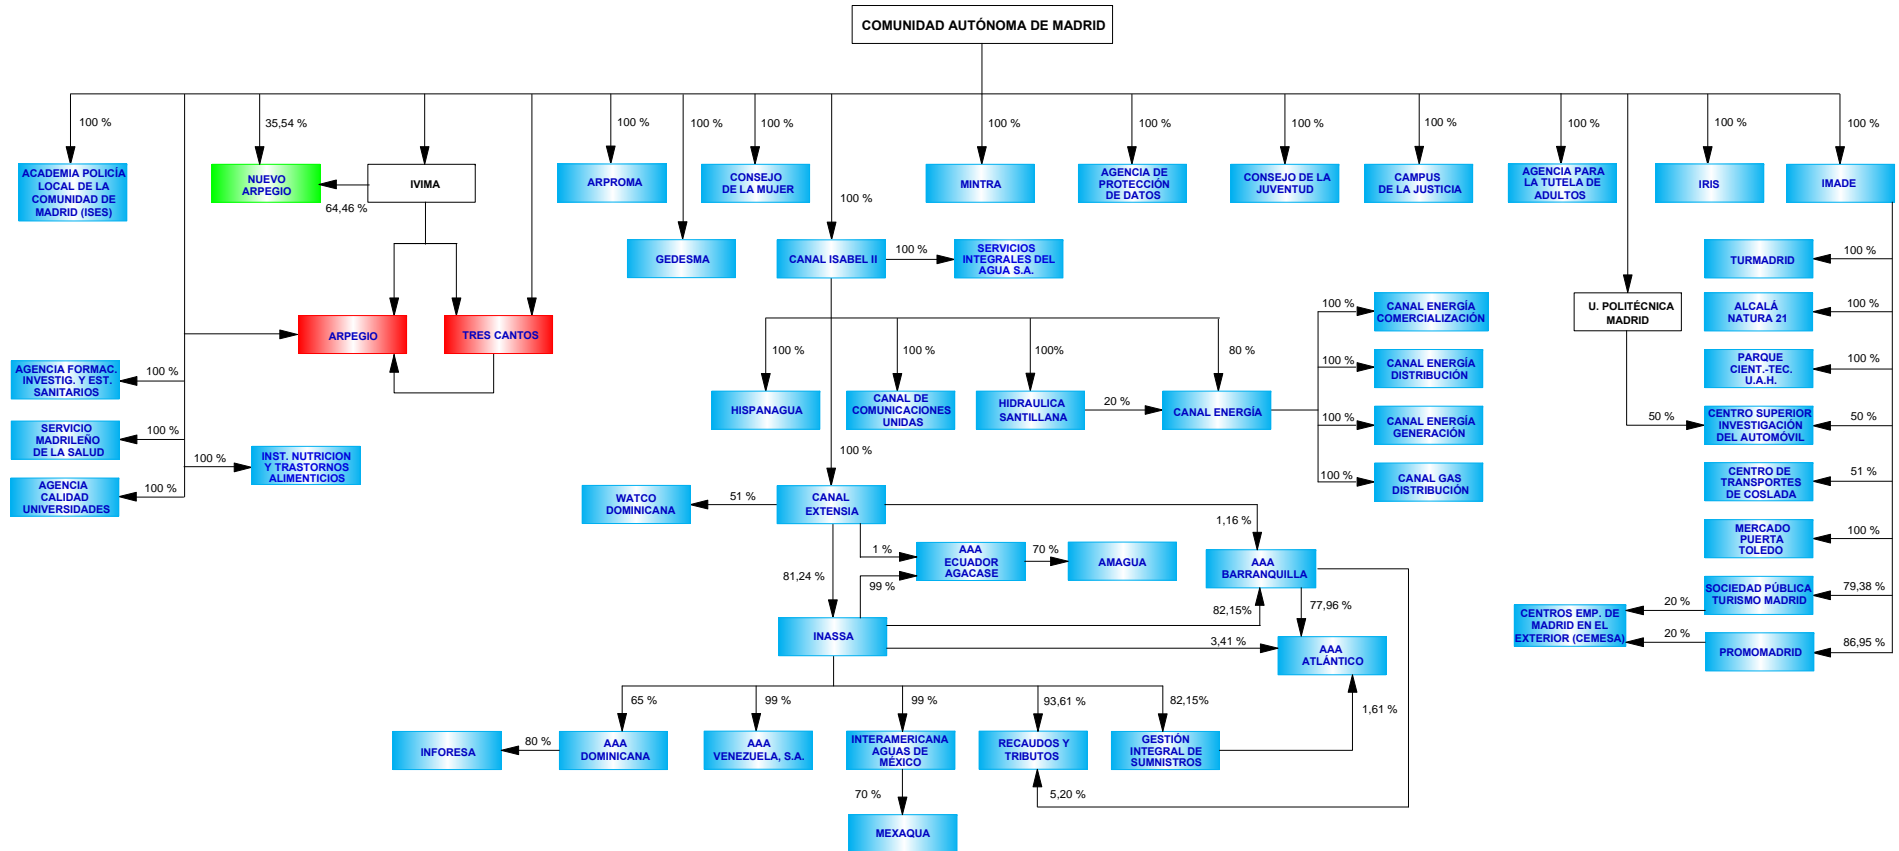 COMUNIDAD AUTÓNOMA DE MADRID
100 %
35,54 %
100 %
100 %
100 %
100 %
100 %
100 %
100 %
100 %
100 %
100 %
ACADEMIA POLICÍA
LOCAL DE LA
COMUNIDAD DE
MADRID (ISES)
NUEVO
ARPEGIO
IVIMA
64,46 %
ARPROMA
CONSEJO
DE LA MUJER
MINTRA
AGENCIA DE
PROTECCIÓN
DE DATOS
CONSEJO DE LA
JUVENTUD
CAMPUS
DE LA JUSTICIA
AGENCIA PARA
LA TUTELA DE
ADULTOS
IRIS
IMADE
100 %
GEDESMA
CANAL ISABEL II
100 %
SERVICIOS
INTEGRALES DEL
AGUA S.A.
TURMADRID
100 %
ARPEGIO
TRES CANTOS
U. POLITÉCNICA
MADRID
ALCALÁ
NATURA 21
100 %
100 %
CANAL ENERGÍA
COMERCIALIZACIÓN
100 %
100 %
100%
80 %
100 %
CANAL ENERGÍA
DISTRIBUCIÓN
PARQUE
CIENT.-TEC.
U.A.H.
100 %
AGENCIA FORMAC.
INVESTIG. Y EST.
SANITARIOS
100 %
HISPANAGUA
CANAL DE
COMUNICACIONES
UNIDAS
HIDRAULICA
SANTILLANA
20 %
CANAL ENERGÍA
100 %
CANAL ENERGÍA
GENERACIÓN
50 %
CENTRO SUPERIOR
INVESTIGACIÓN
DEL AUTOMÓVIL
50 %
SERVICIO
MADRILEÑO
DE LA SALUD
100 %
100 %
INST. NUTRICION
Y TRASTORNOS
ALIMENTICIOS
100 %
100 %
CANAL GAS
DISTRIBUCIÓN
CENTRO DE
TRANSPORTES
DE COSLADA
51 %
AGENCIA
CALIDAD
UNIVERSIDADES
100 %
WATCO
DOMINICANA
51 %
CANAL
EXTENSIA
1,16 %
MERCADO
PUERTA
TOLEDO
100 %
1 %
AAA
ECUADOR
AGACASE
70 %
AMAGUA
AAA
BARRANQUILLA
81,24 %
99 %
82,15%
77,96 %
SOCIEDAD PÚBLICA
TURISMO MADRID
79,38 %
CENTROS EMP. DE
MADRID EN EL
EXTERIOR (CEMESA)
20 %
20 %
INASSA
3,41 %
AAA
ATLÁNTICO
PROMOMADRID
86,95 %
65 %
99 %
99 %
93,61 %
82,15%
1,61 %
INFORESA
80 %
AAA
DOMINICANA
AAA
VENEZUELA, S.A.
INTERAMERICANA
AGUAS DE
MÉXICO
RECAUDOS Y
TRIBUTOS
GESTIÓN
INTEGRAL DE
SUMNISTROS
70 %
5,20 %
MEXAQUA